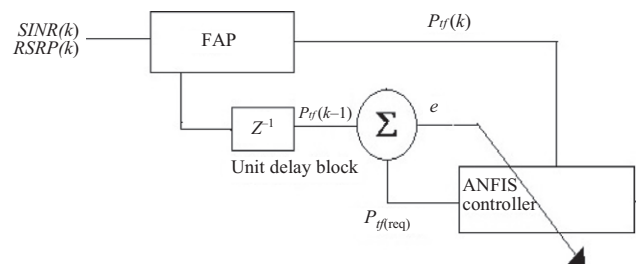 SINR(k)
RSRP(k)
FAP
Ptf(k)
Z–1
Ptf(k–1)
Σ
e
Unit delay block
ANFIS
controller
Ptf(req)